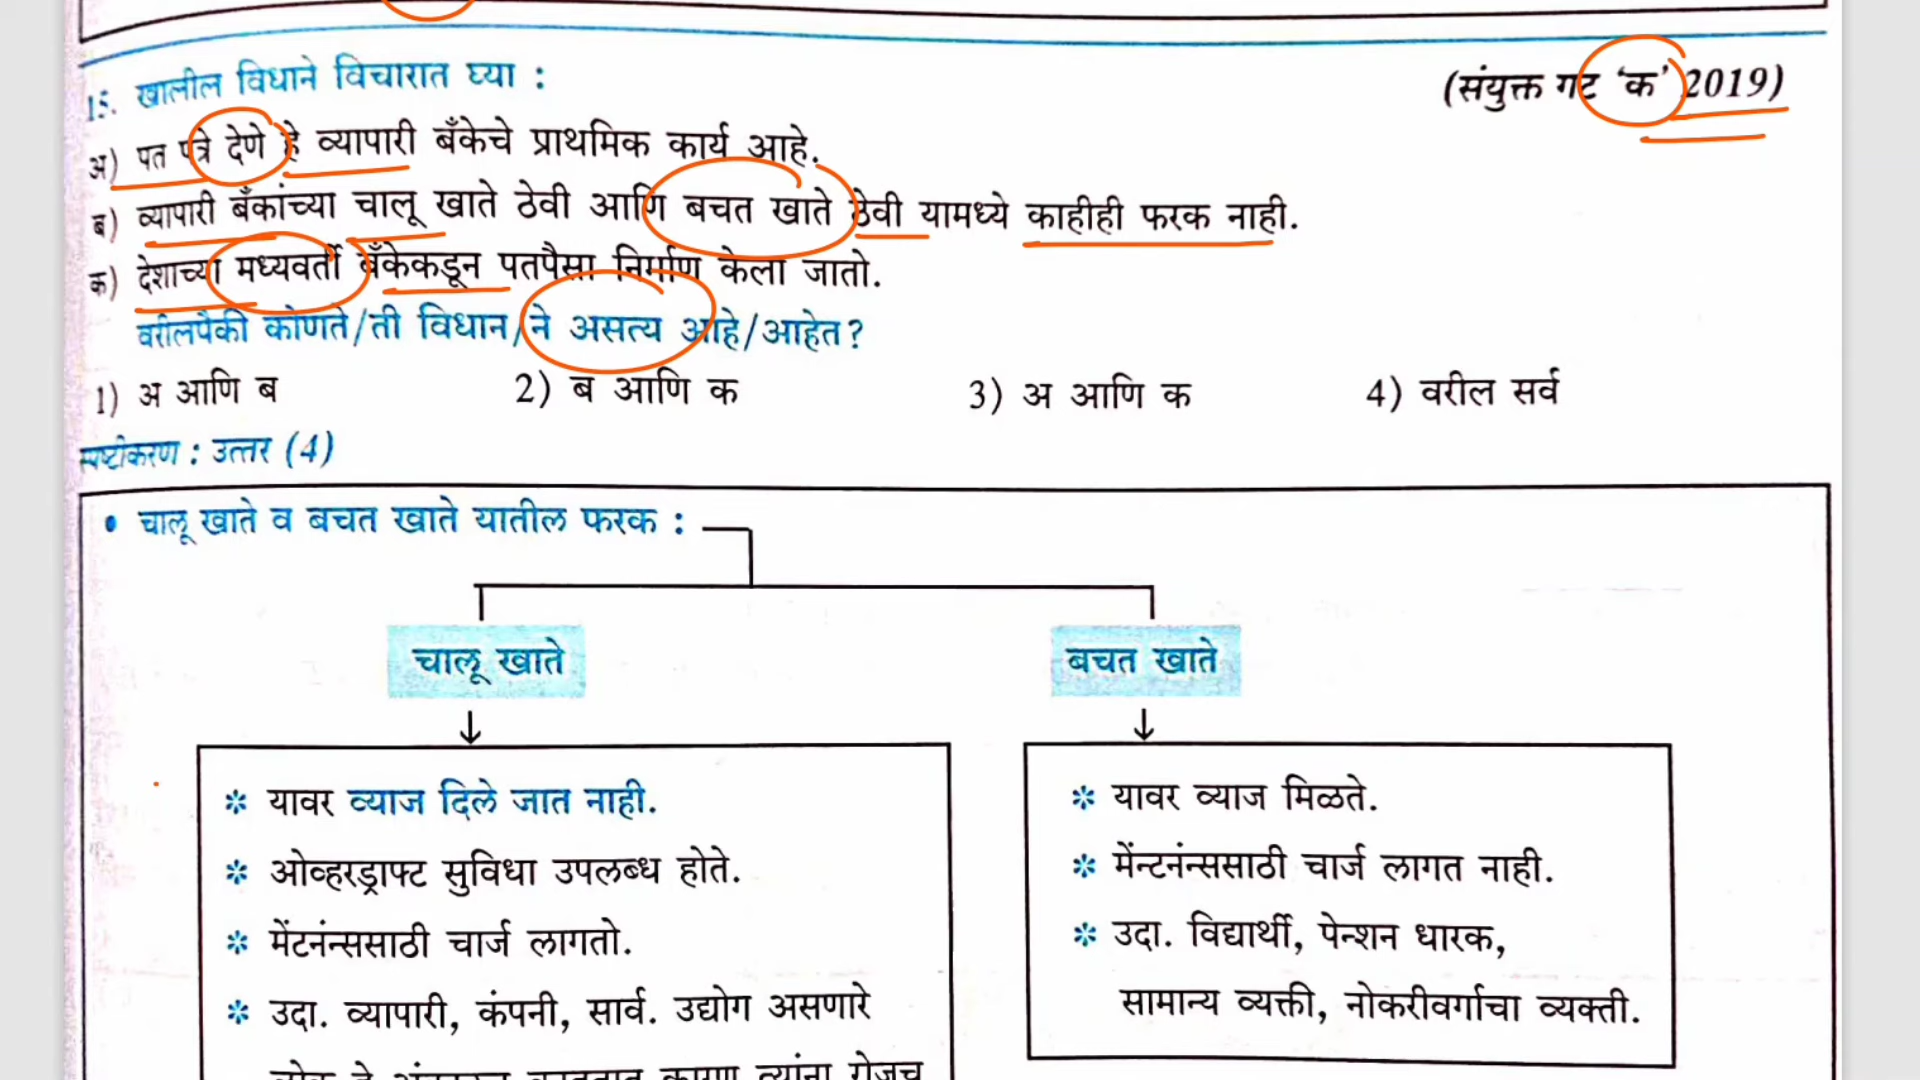 15. खालील विधाने विचारात घ्या :
(संयुक्त गट ‘क’ 2019)
अ) पत पत्रे देणे हे व्यापारी बँकेचे प्राथमिक कार्य आहे.
ब) व्यापारी बँकांच्या चालू खाते ठेवी आणि बचत खाते ठेवी यामध्ये काहीही फरक नाही.
क) देशाच्या मध्यवर्ती बँकेकडून पतपैसा निर्माण केला जातो.
वरीलपैकी कोणते/ती विधान/ने असत्य आहे/आहेत?
1) अ आणि ब 2) ब आणि क 3) अ आणि क 4) वरील सर्व
स्पष्टीकरण : उत्तर (4)
• चालू खाते व बचत खाते यातील फरक :
चालू खाते
* यावर व्याज दिले जात नाही.
* ओव्हरड्राफ्ट सुविधा उपलब्ध होते.
* मेंटनंन्ससाठी चार्ज लागतो.
* उदा. व्यापारी, कंपनी, सार्व. उद्योग असणारे
बचत खाते
* यावर व्याज मिळते.
* मेंन्टनंन्ससाठी चार्ज लागत नाही.
* उदा. विद्यार्थी, पेन्शन धारक,
सामान्य व्यक्ती, नोकरीवर्गाचा व्यक्ती.